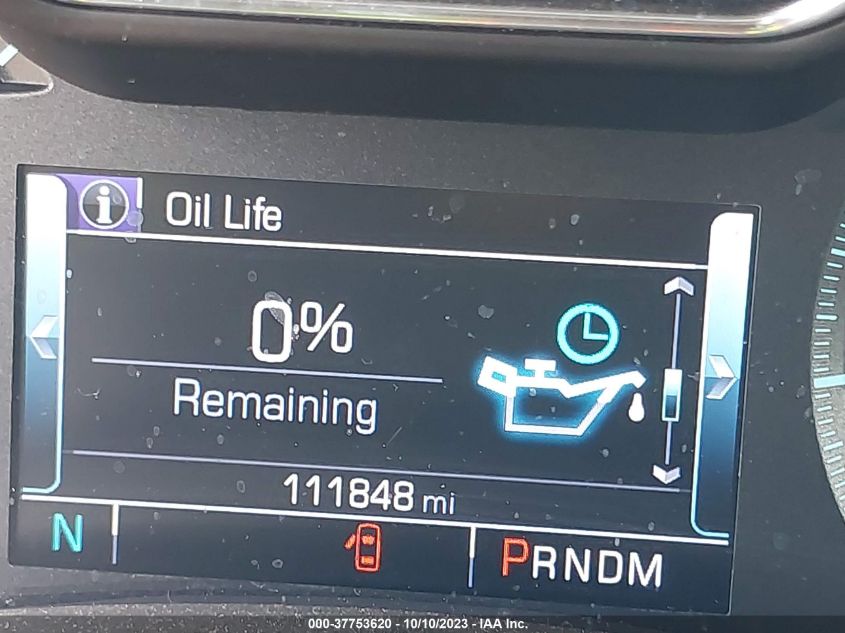 i Oil Life
0%
Remaining
111848 mi
N PRNDM
000-37753620 - 10/10/2023 - IAA Inc.